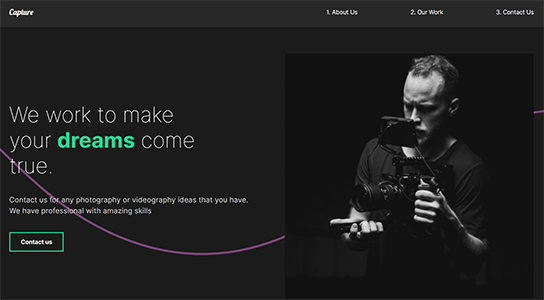 Capture
1. About Us
2. Our Work
3. Contact Us
We work to make
your dreams come
true.
Contact us for any photography or videography ideas that you have.
We have professional with amazing skills
Contact us